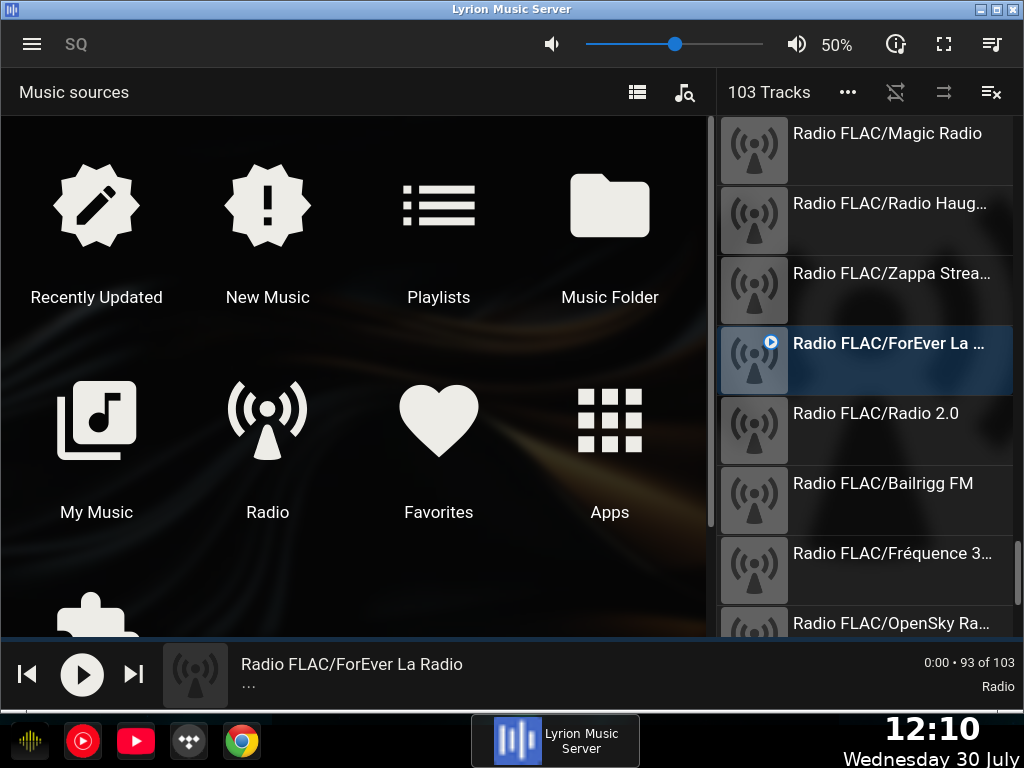 Lyrion Music Server
SQ
50%
Music sources
103 Tracks
Recently Updated
New Music
Playlists
Music Folder
My Music
Radio
Favorites
Apps
Radio FLAC/Magic Radio
Radio FLAC/Radio Haug…
Radio FLAC/Zappa Strea…
Radio FLAC/ForEver La …
Radio FLAC/Radio 2.0
Radio FLAC/Bailrigg FM
Radio FLAC/Fréquence 3…
Radio FLAC/OpenSky Ra…
Radio FLAC/ForEver La Radio
…
0:00 • 93 of 103
Radio
Lyrion Music
Server
12:10
Wednesday 30 July